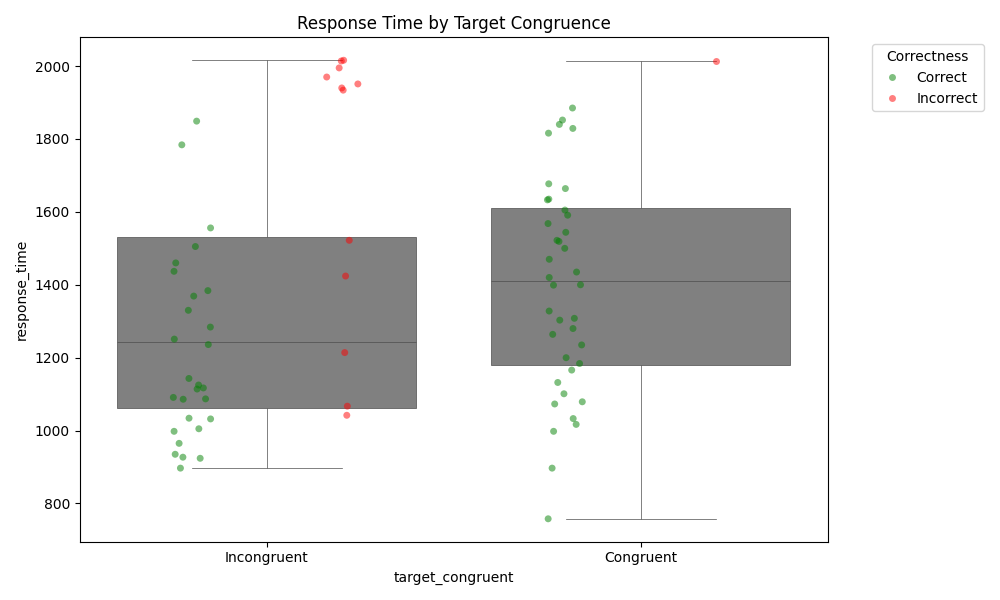 Response Time by Target Congruence
Correctness
Correct
Incorrect
response_time
2000
1800
1600
1400
1200
1000
800
Incongruent
Congruent
target_congruent